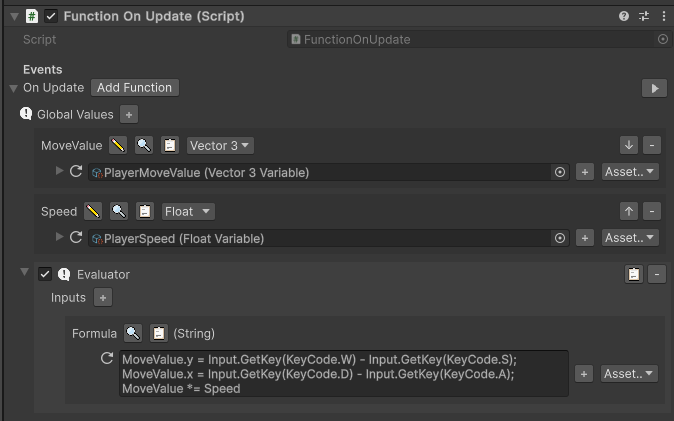 Function On Update (Script)
Script
FunctionOnUpdate
Events
On Update
Add Function
Global Values
+
MoveValue
Vector 3
-
PlayerMoveValue (Vector 3 Variable)
+
Asset..
Speed
Float
-
PlayerSpeed (Float Variable)
+
Asset..
Evaluator
-
Inputs
+
Formula
(String)
MoveValue.y = Input.GetKey(KeyCode.W) - Input.GetKey(KeyCode.S);
MoveValue.x = Input.GetKey(KeyCode.D) - Input.GetKey(KeyCode.A);
MoveValue *= Speed
+
Asset..